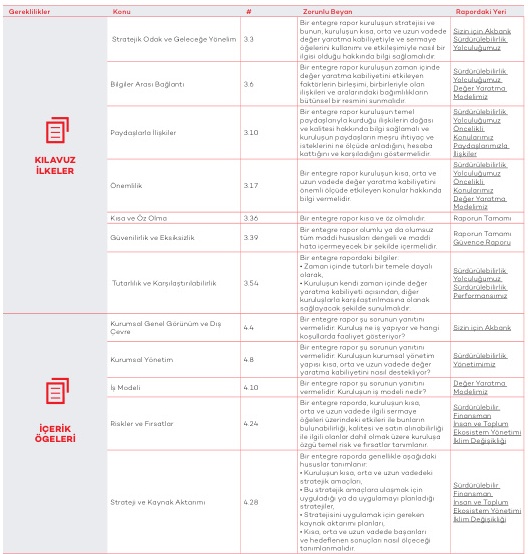 Gereklilikler Konu # Zorunlu Beyan Rapordaki Yeri
KILAVUZ
İLKELER
Stratejik Odak ve Geleceğe Yönelim 3.3
Bir entegre rapor kuruluşun stratejisi ve
bunun, kuruluşun kısa, orta ve uzun vadede
değer yaratma kabiliyetiyle ve sermaye
öğelerini kullanımı ve etkileşimiyle nasıl bir
ilgisi olduğu hakkında bilgi sağlamalıdır.
Sizin için Akbank
Sürdürülebilirlik
Yolculuğumuz
Bilgiler Arası Bağlantı 3.6
Bir entegre rapor kuruluşun zaman içinde
değer yaratma kabiliyetini etkileyen
faktörlerin birleşimi, birbirleriyle olan
ilişkileri ve aralarındaki bağımlılıkların
bütünsel bir resmini sunmalıdır.
Sürdürülebilirlik
Yolculuğumuz
Değer Yaratma
Modelimiz
Paydaşlarla İlişkiler 3.10
Bir entegre rapor kuruluşun temel
paydaşlarıyla kurduğu ilişkilerin doğası
ve kalitesi hakkında bilgi sağlamalı ve
kuruluşun paydaşların meşru ihtiyaç ve
isteklerini ne ölçüde anladığını, hesaba
kattığını ve karşıladığını göstermelidir.
Sürdürülebilirlik
Yolculuğumuz
Öncelikli
Konularımız
Paydaşlarımızla
İlişkiler
Önemlilik 3.17
Bir entegre rapor kuruluşun kısa, orta ve
uzun vadede değer yaratma kabiliyetini
önemli ölçüde etkileyen konular hakkında
bilgi vermelidir.
Sürdürülebilirlik
Yolculuğumuz
Öncelikli
Konularımız
Değer Yaratma
Modelimiz
Kısa ve Öz Olma 3.36 Bir entegre rapor kısa ve öz olmalıdır. Raporun Tamamı
Güvenilirlik ve Eksiksizlik 3.39
Bir entegre rapor olumlu ya da olumsuz
tüm maddi hususları dengeli ve maddi
hata içermeyecek bir şekilde içermelidir.
Raporun Tamamı
Güvence Raporu
Tutarlılık ve Karşılaştırılabilirlik 3.54
Bir entegre rapordaki bilgiler:
• Zaman içinde tutarlı bir temele dayalı
olarak,
• Kuruluşun kendi zaman içinde değer
yaratma kabiliyeti açısından, diğer
kuruluşlarla karşılaştırılmasına olanak
sağlayacak şekilde sunulmalıdır.
Sürdürülebilirlik
Yolculuğumuz
Sürdürülebilirlik
Performansımız
İÇERİK
ÖGELERİ
Kurumsal Genel Görünüm ve Dış
Çevre
4.4
Bir entegre rapor şu sorunun yanıtını
vermelidir: Kuruluş ne iş yapıyor ve hangi
koşullarda faaliyet gösteriyor?
Sizin için Akbank
Kurumsal Yönetim 4.8
Bir entegre rapor şu sorunun yanıtını
vermelidir: Kuruluşun kurumsal yönetim
yapısı kısa, orta ve uzun vadede değer
yaratma kabiliyetini nasıl destekliyor?
Sürdürülebilirlik
Yönetimimiz
İş Modeli 4.10
Bir entegre rapor şu sorunun yanıtını
vermelidir: Kuruluşun iş modeli nedir?
Değer Yaratma
Modelimiz
Riskler ve Fırsatlar 4.24
Bir entegre raporda, kuruluşun kısa,
orta ve uzun vadede ilgili sermaye
öğeleri üzerindeki etkileri ile bunların
bulunabilirliği, kalitesi ve satın alınabilirliği
ile ilgili olanlar dahil olmak üzere kuruluşa
özgü temel risk ve fırsatlar tanımlanır.
Sürdürülebilir
Finansman
İnsan ve Toplum
Ekosistem Yönetimi
İklim Değişikliği
Strateji ve Kaynak Aktarımı 4.28
Bir entegre raporda genellikle aşağıdaki
hususlar tanımlanır:
• Kuruluşun kısa, orta ve uzun vadedeki
stratejik amaçları,
• Bu stratejik amaçlara ulaşmak için
uyguladığı ya da uygulamayı planladığı
stratejiler,
• Stratejisini uygulamak için gereken
kaynak aktarımı planları,
• Kısa, orta ve uzun vadede başarıları
ve hedeflenen sonuçları nasıl ölçeceği
tanımlanmalıdır.
Sürdürülebilir
Finansman
İnsan ve Toplum
Ekosistem Yönetimi
İklim Değişikliği